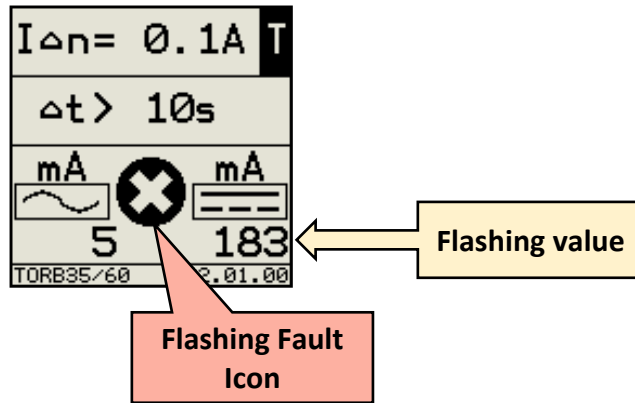 I△n= 0.1A T
△t> 10s
mA mA
5 183
TORB35/60 2.01.00
Flashing value
Flashing Fault
Icon